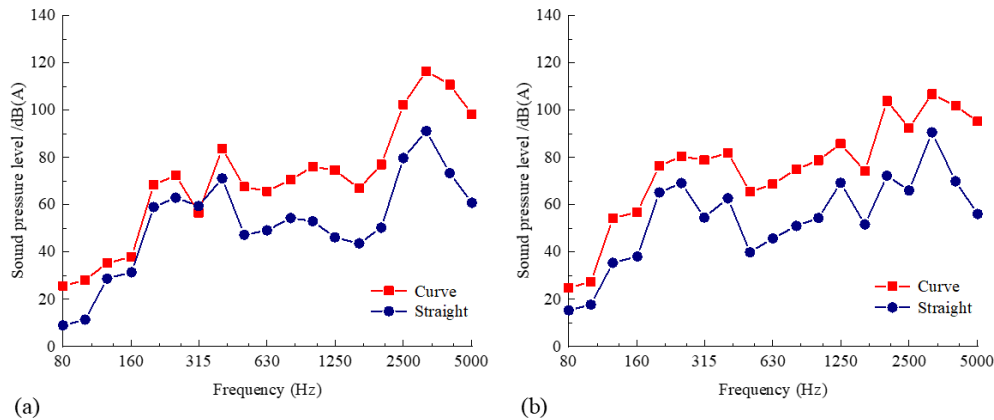 140
120
100
80
60
40
20
0
Sound pressure level /dB(A)
Curve
Straight
80 160 315 630 1250 2500 5000
Frequency (Hz)
(a)
140
120
100
80
60
40
20
0
Sound pressure level /dB(A)
Curve
Straight
80 160 315 630 1250 2500 5000
Frequency (Hz)
(b)